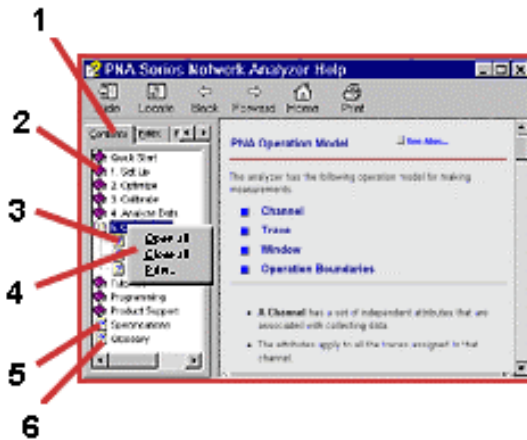 1
PNA Series Network Analyzer Help
Hide Locate Back Forward Home Print
2
Contents Index
PNA Operation Model
See Also...
Quick Start
1. Set Up
2. Optimize
3. Calibrate
4. Analyze Data
The analyzer has the following operation model for making
measurements.
3
Channel
Trace
Window
Operation Boundaries
Open all
Close all
Print...
4
Tutorials
Programming
Product Support
Specifications
Glossary
5
6
A Channel has a set of independent attributes that are
associated with collecting data.
The attributes apply to all the traces assigned to that
channel.